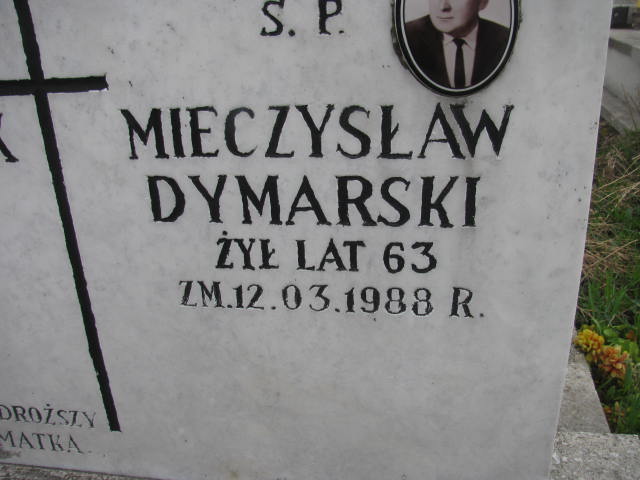 Ś. P.
MIECZYSŁAW
DYMARSKI
ŻYŁ LAT 63
ZM.12.03.1988 R.
DROŻSZY
MATKA